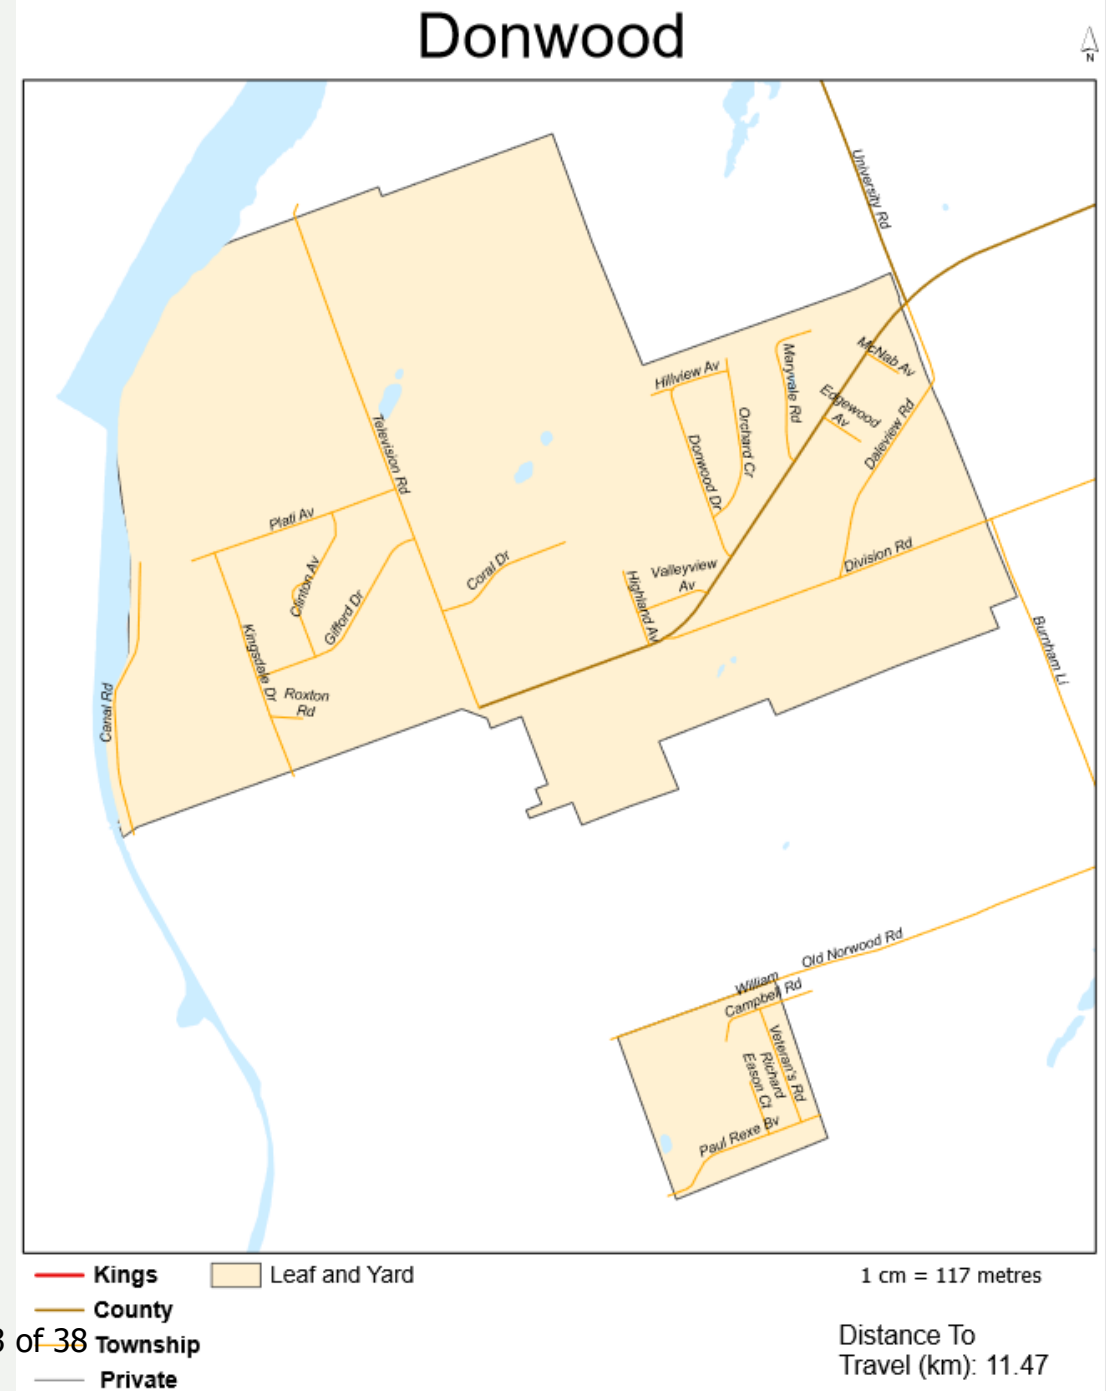 Donwood
N
University Rd
McNab Av
Maryvale Rd
Hillview Av
Edgewood
Av
Orchard Cr
Daleview Rd
Television Rd
Donwood Dr
Plati Av
Division Rd
Coral Dr
Valleyview
Av
Clinton Av
Highland Av
Gifford Dr
Kingsdale Dr
Burnham Li
Roxton
Rd
Canal Rd
Old Norwood Rd
William
Campbell Rd
Veteran's Rd
Richard
Eason Ct
Paul Rexe Bv
Kings
Leaf and Yard
1 cm = 117 metres
County
3 of 38
Township
Distance To
Travel (km): 11.47
Private